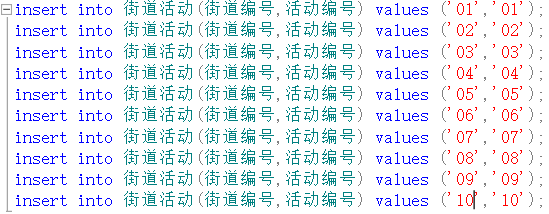 insert into 街道活动(街道编号,活动编号) values ('01','01');
insert into 街道活动(街道编号,活动编号) values ('02','02');
insert into 街道活动(街道编号,活动编号) values ('03','03');
insert into 街道活动(街道编号,活动编号) values ('04','04');
insert into 街道活动(街道编号,活动编号) values ('05','05');
insert into 街道活动(街道编号,活动编号) values ('06','06');
insert into 街道活动(街道编号,活动编号) values ('07','07');
insert into 街道活动(街道编号,活动编号) values ('08','08');
insert into 街道活动(街道编号,活动编号) values ('09','09');
insert into 街道活动(街道编号,活动编号) values ('10','10');